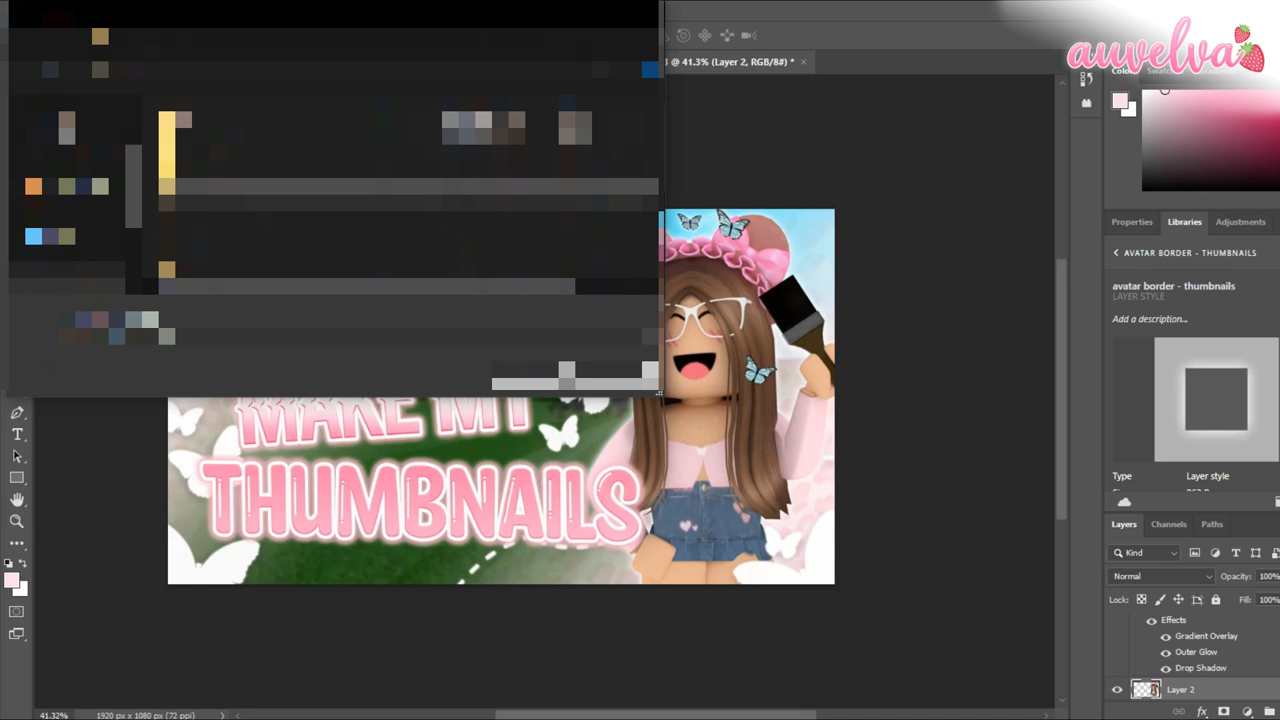 auvelva
@ 41.3% (Layer 2, RGB/8#) *
Properties
Libraries
Adjustments
AVATAR BORDER - THUMBNAILS
avatar border - thumbnails
LAYER STYLE
Add a description...
MAKE MY
THUMBNAILS
Type
Layer style
Layers
Channels
Paths
Kind
Normal
Opacity: 100%
Lock:
Fill: 100%
Effects
Gradient Overlay
Outer Glow
Drop Shadow
Layer 2
41.32%
1920 px x 1080 px (72 ppi)